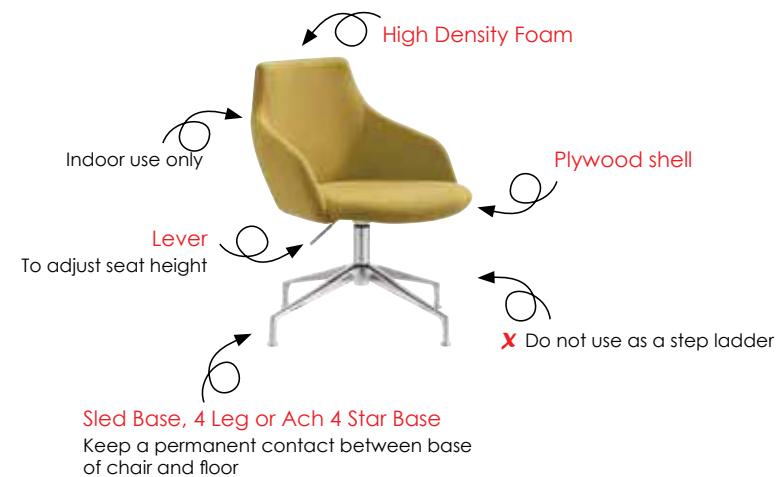 High Density Foam
Indoor use only
Plywood shell
Lever
To adjust seat height
✗ Do not use as a step ladder
Sled Base, 4 Leg or Ach 4 Star Base
Keep a permanent contact between base
of chair and floor